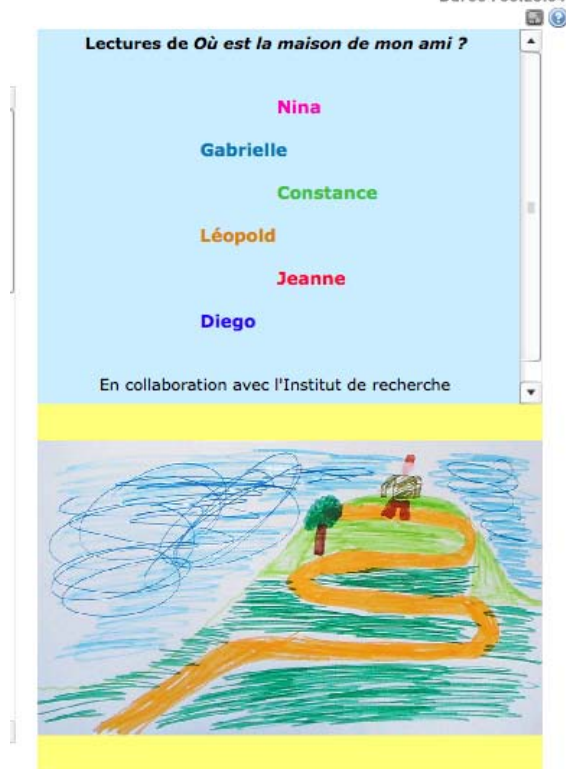 Lectures de Où est la maison de mon ami ?
Nina
Gabrielle
Constance
Léopold
Jeanne
Diego
En collaboration avec l'Institut de recherche